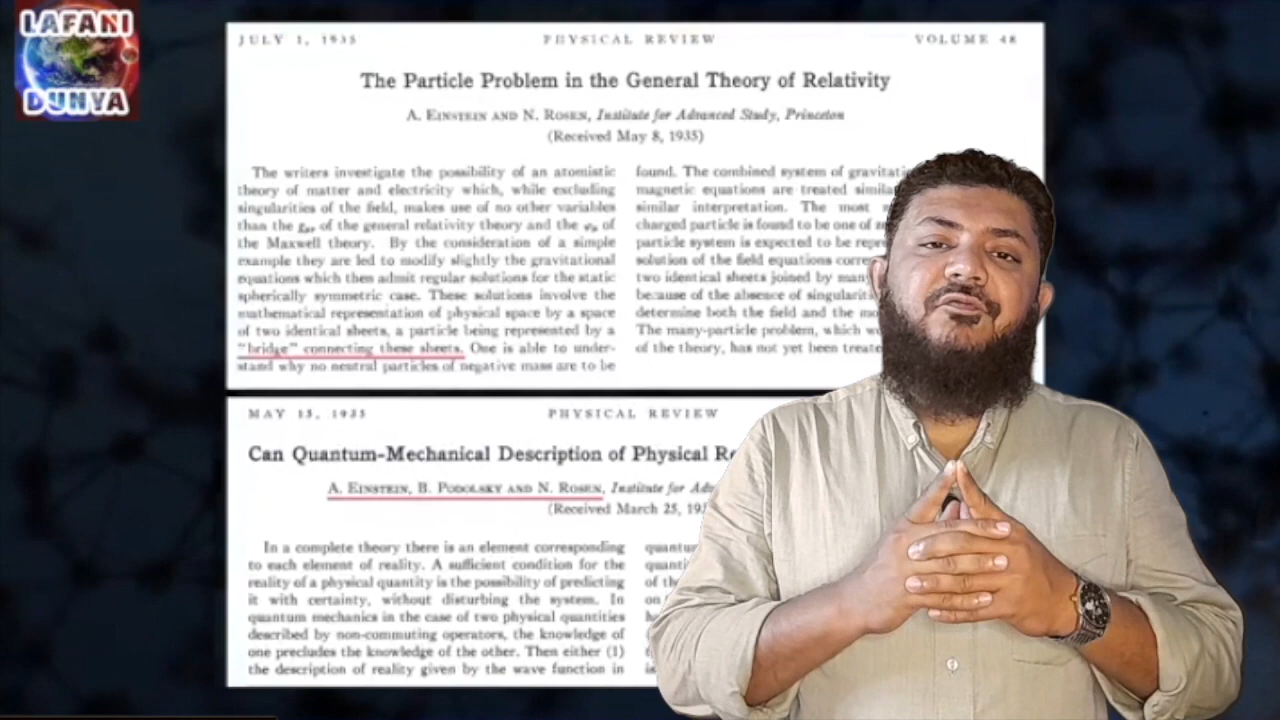 LAFANI
DUNYA
JULY 1, 1935 PHYSICAL REVIEW VOLUME 48
The Particle Problem in the General Theory of Relativity
A. EINSTEIN AND N. ROSEN, Institute for Advanced Study, Princeton
(Received May 8, 1935)
The writers investigate the possibility of an atomistic
theory of matter and electricity which, while excluding
singularities of the field, makes use of no other variables
than the gμν of the general relativity theory and the φμ of
the Maxwell theory. By the consideration of a simple
example they are led to modify slightly the gravitational
equations which then admit regular solutions for the static
spherically symmetric case. These solutions involve the
mathematical representation of physical space by a space
of two identical sheets, a particle being represented by a
"bridge" connecting these sheets. One is able to under-
stand why no neutral particles of negative mass are to be
found. The combined system of gravitati
magnetic equations are treated simila
similar interpretation. The most
charged particle is found to be one of
particle system is expected to be repre
solution of the field equations corre
two identical sheets joined by many
because of the absence of singularit
determine both the field and the mo
The many-particle problem, which w
of the theory, has not yet been treate
MAY 15, 1935 PHYSICAL REVIEW
Can Quantum-Mechanical Description of Physical Re
A. EINSTEIN, B. PODOLSKY AND N. ROSEN, Institute for Ad
(Received March 25, 193
In a complete theory there is an element corresponding
to each element of reality. A sufficient condition for the
reality of a physical quantity is the possibility of predicting
it with certainty, without disturbing the system. In
quantum mechanics in the case of two physical quantities
described by non-commuting operators, the knowledge of
one precludes the knowledge of the other. Then either (1)
the description of reality given by the wave function in
quantu
quanti
of th
on